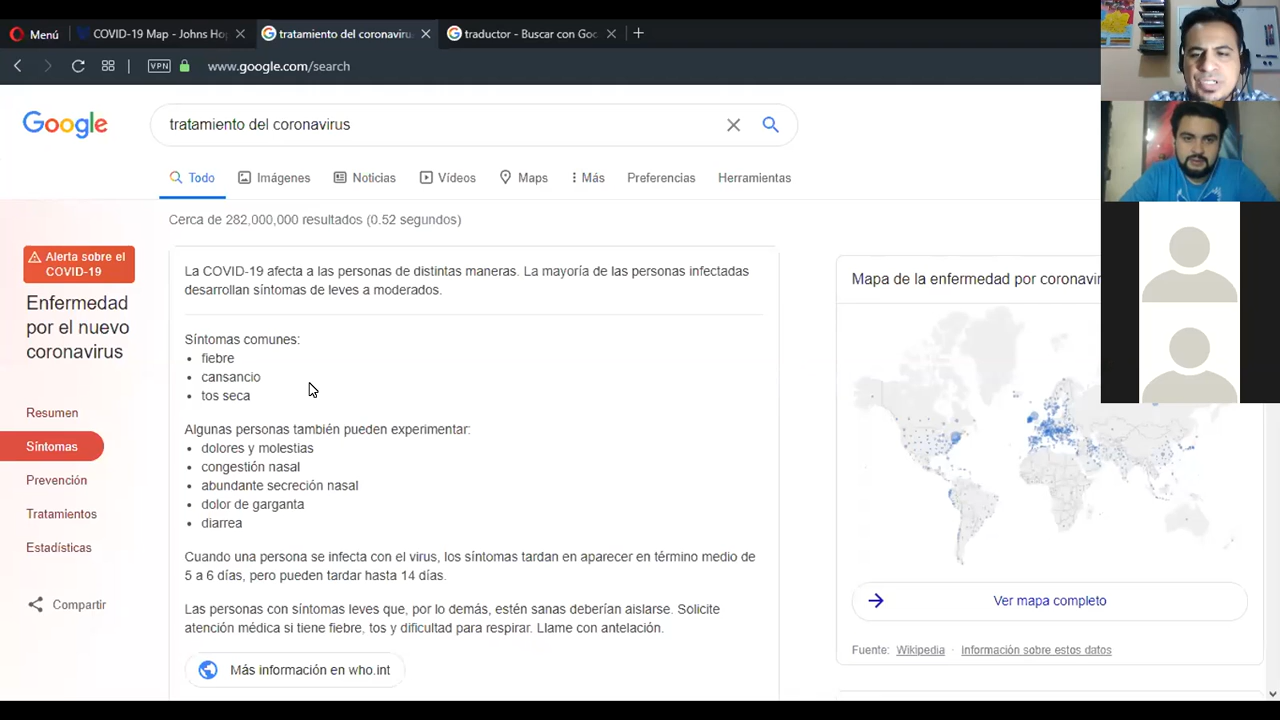 Menú
COVID-19 Map - Johns Ho
tratamiento del coronaviru
traductor - Buscar con Goo
VPN
www.google.com/search
Google
tratamiento del coronavirus
Todo
Imágenes
Noticias
Vídeos
Maps
Más
Preferencias
Herramientas
Cerca de 282,000,000 resultados (0.52 segundos)
Alerta sobre el
COVID-19
Enfermedad
por el nuevo
coronavirus
Resumen
Síntomas
Prevención
Tratamientos
Estadísticas
Compartir
La COVID-19 afecta a las personas de distintas maneras. La mayoría de las personas infectadas
desarrollan síntomas de leves a moderados.
Síntomas comunes:
• fiebre
• cansancio
• tos seca
Algunas personas también pueden experimentar:
• dolores y molestias
• congestión nasal
• abundante secreción nasal
• dolor de garganta
• diarrea
Cuando una persona se infecta con el virus, los síntomas tardan en aparecer en término medio de
5 a 6 días, pero pueden tardar hasta 14 días.
Las personas con síntomas leves que, por lo demás, estén sanas deberían aislarse. Solicite
atención médica si tiene fiebre, tos y dificultad para respirar. Llame con antelación.
Más información en who.int
Mapa de la enfermedad por coronavir
Ver mapa completo
Fuente: Wikipedia · Información sobre estos datos